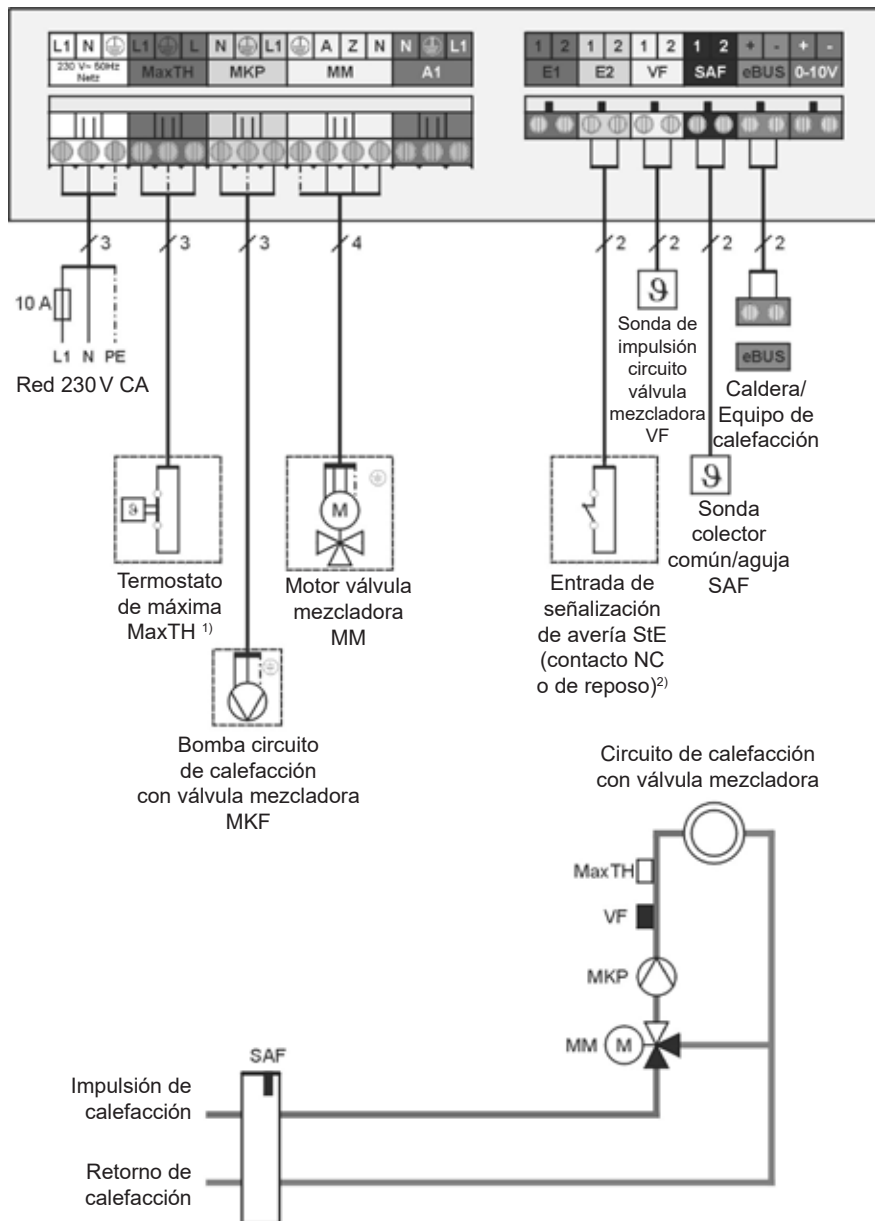 L1 N L1 L N L1 A Z N N L1
1 2 1 2 1 2 1 2 + - + -
230 V~ 50Hz
Netz
MaxTH MKP MM A1
E1 E2 VF SAF eBUS 0-10V
3 3 3 4
2 2 2 2
10 A
L1 N PE
Red 230 V CA
ϑ
Sonda de
impulsión
circuito
válvula
mezcladora
VF
eBUS
Caldera/
Equipo de
calefacción
ϑ
Sonda
colector
común/aguja
SAF
ϑ
Termostato
de máxima
MaxTH 1)
M
Motor válvula
mezcladora
MM
Entrada de
señalización
de avería StE
(contacto NC
o de reposo)2)
Bomba circuito
de calefacción
con válvula mezcladora
MKF
Circuito de calefacción
con válvula mezcladora
MaxTH
VF
MKP
MM M
SAF
Impulsión de
calefacción
Retorno de
calefacción